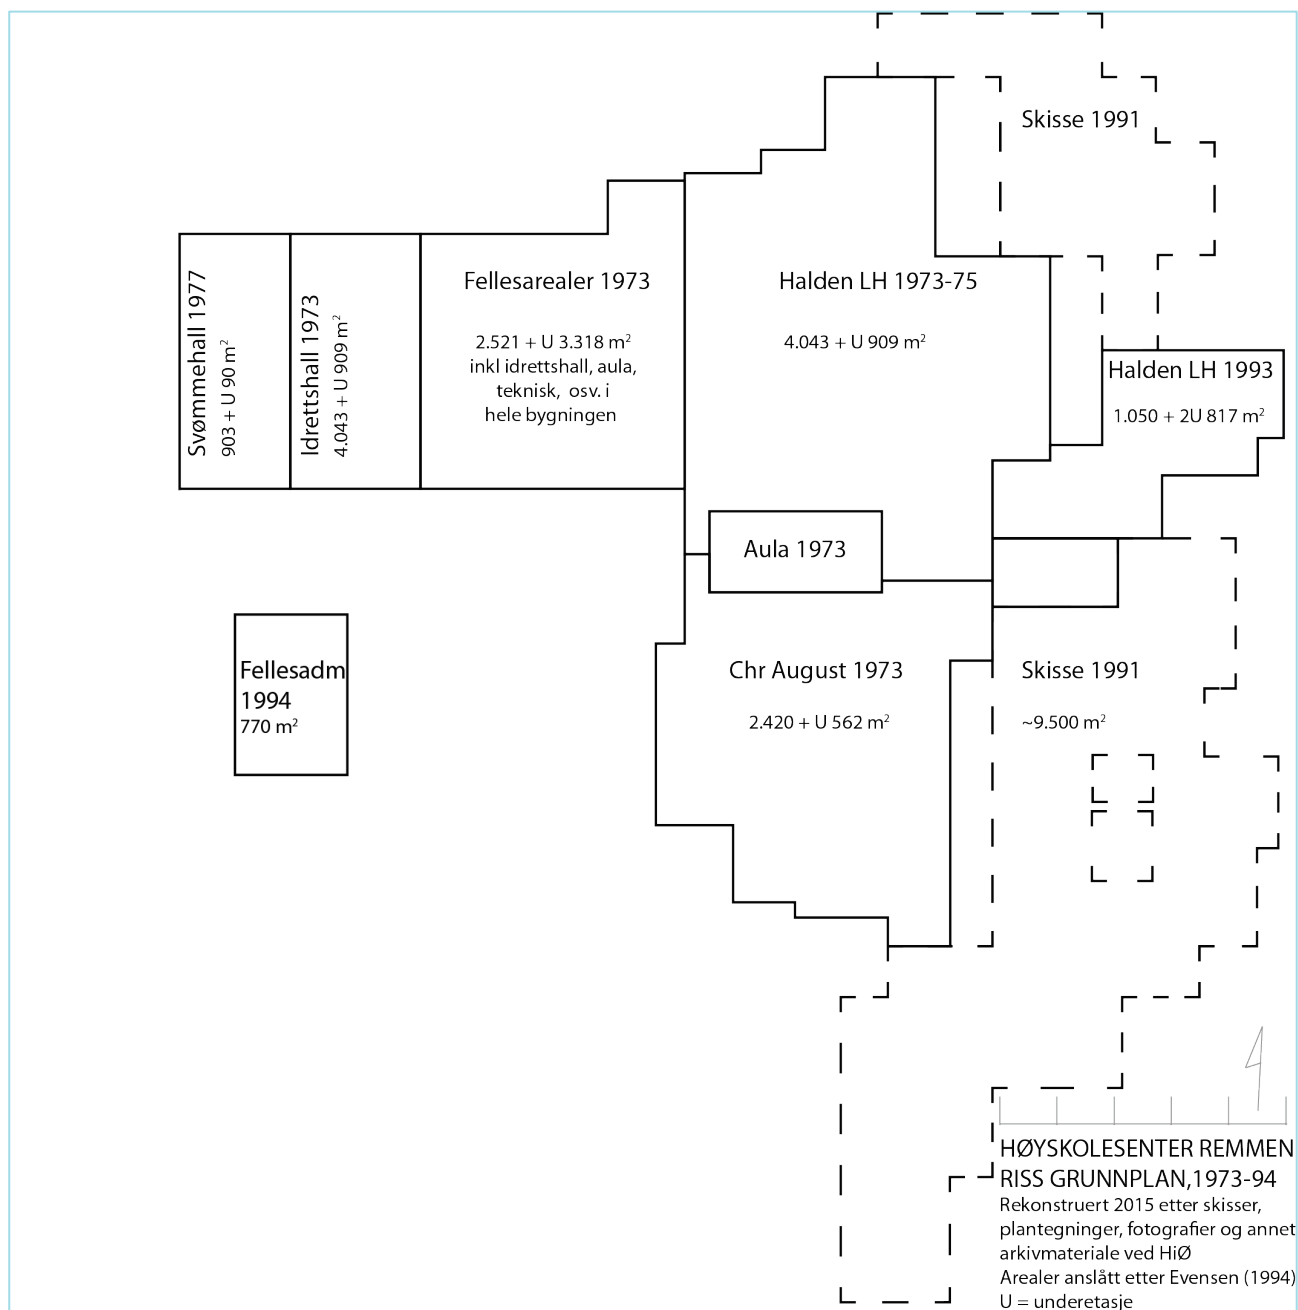 Skisse 1991
Svømmehall 1977
903 + U 90 m²
Idrettshall 1973
4.043 + U 909 m²
Fellesarealer 1973
2.521 + U 3.318 m²
inkl idrettshall, aula,
teknisk, osv. i
hele bygningen
Halden LH 1973-75
4.043 + U 909 m²
Halden LH 1993
1.050 + 2U 817 m²
Aula 1973
Fellesadm
1994
770 m²
Chr August 1973
2.420 + U 562 m²
Skisse 1991
~9.500 m²
HØYSKOLESENTER REMMEN
RISS GRUNNPLAN,1973-94
Rekonstruert 2015 etter skisser,
plantegninger, fotografier og annet
arkivmateriale ved HiØ
Arealer anslått etter Evensen (1994)
U = underetasje